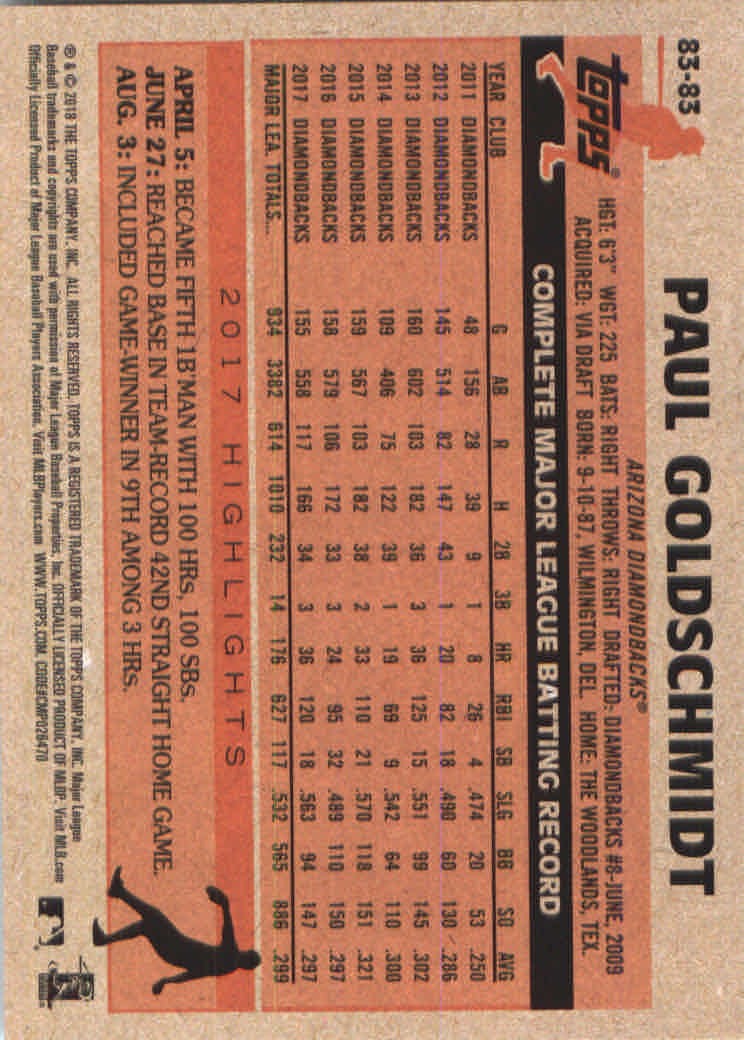 83-83
topps®
PAUL GOLDSCHMIDT
ARIZONA DIAMONDBACKS®
HGT: 6'3" WGT: 225 BATS: RIGHT THROWS: RIGHT DRAFTED: DIAMONDBACKS #8-JUNE, 2009
ACQUIRED: VIA DRAFT BORN: 9-10-87, WILMINGTON, DEL. HOME: THE WOODLANDS, TEX.
COMPLETE MAJOR LEAGUE BATTING RECORD
YEAR CLUB G AB R H 2B 3B HR RBI SB SLG BB SO AVG
2011 DIAMONDBACKS 48 156 28 39 9 1 8 26 4 .474 20 53 .250
2012 DIAMONDBACKS 145 514 82 147 43 1 20 82 18 .490 60 130 .286
2013 DIAMONDBACKS 160 602 103 182 36 3 36 125 15 .551 99 145 .302
2014 DIAMONDBACKS 109 406 75 122 39 1 19 69 9 .542 64 110 .300
2015 DIAMONDBACKS 159 567 103 182 38 2 33 110 21 .570 118 151 .321
2016 DIAMONDBACKS 158 579 106 172 33 3 24 95 32 .489 110 150 .297
2017 DIAMONDBACKS 155 558 117 166 34 3 36 120 18 .563 94 147 .297
MAJOR LEA. TOTALS... 934 3382 614 1010 232 14 176 627 117 .532 565 886 .299
2017 HIGHLIGHTS
APRIL 5: BECAME FIFTH 1B'MAN WITH 100 HRs, 100 SBs.
JUNE 27: REACHED BASE IN TEAM-RECORD 42ND STRAIGHT HOME GAME.
AUG. 3: INCLUDED GAME-WINNER IN 9TH AMONG 3 HRs.
® & © 2018 THE TOPPS COMPANY, INC. ALL RIGHTS RESERVED. TOPPS IS A REGISTERED TRADEMARK OF THE TOPPS COMPANY, INC. Major League
Baseball trademarks and copyrights are used with permission of Major League Baseball Properties, Inc. OFFICIALLY LICENSED PRODUCT OF MLBP. Visit MLB.com
Officially Licensed Product of Major League Baseball Players Association. Visit MLBPlayers.com WWW.TOPPS.COM CODE#CMP026470